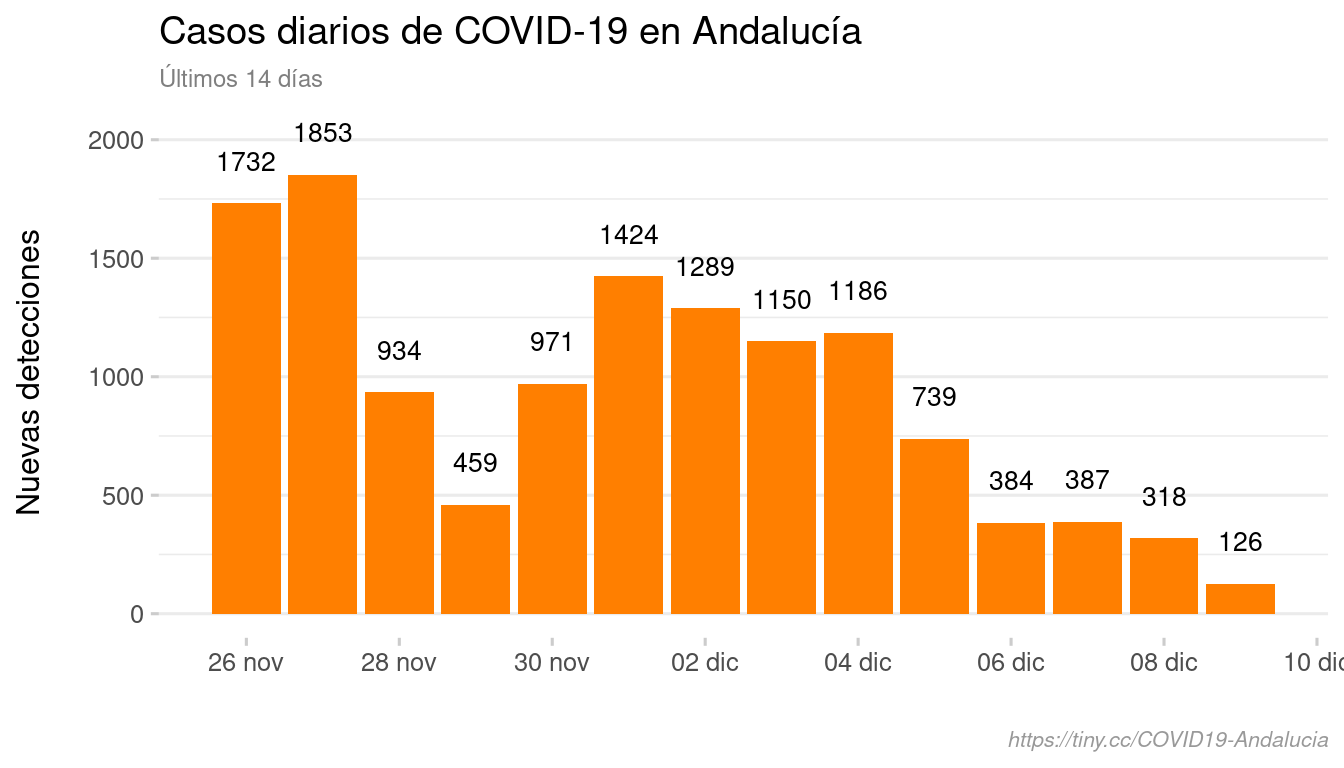 Casos diarios de COVID-19 en Andalucía
Últimos 14 días
Nuevas detecciones
2000
1500
1000
500
0
1732
1853
934
459
971
1424
1289
1150
1186
739
384
387
318
126
26 nov
28 nov
30 nov
02 dic
04 dic
06 dic
08 dic
10 dic
https://tiny.cc/COVID19-Andalucia